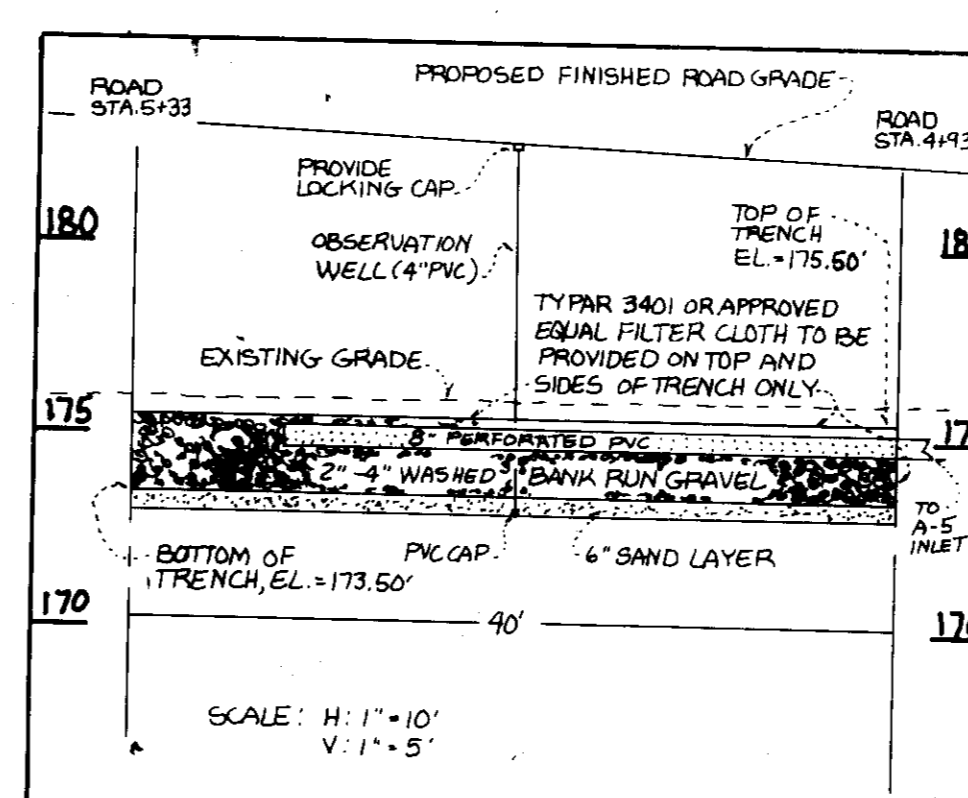 PROPOSED FINISHED ROAD GRADE
ROAD
STA. 5+33
ROAD
STA. 4+93
PROVIDE
LOCKING CAP
180
OBSERVATION
WELL (4" PVC)
TOP OF
TRENCH
EL.=175.50'
18
TYPAR 3401 OR APPROVED
EQUAL FILTER CLOTH TO BE
PROVIDED ON TOP AND
SIDES OF TRENCH ONLY
EXISTING GRADE
175
17
8" PERFORATED PVC
2"-4" WASHED BANK RUN GRAVEL
TO
A-5
INLET
BOTTOM OF
TRENCH, EL.=173.50'
PVC CAP
6" SAND LAYER
170
17
40'
SCALE: H: 1"=10'
V: 1"=5'